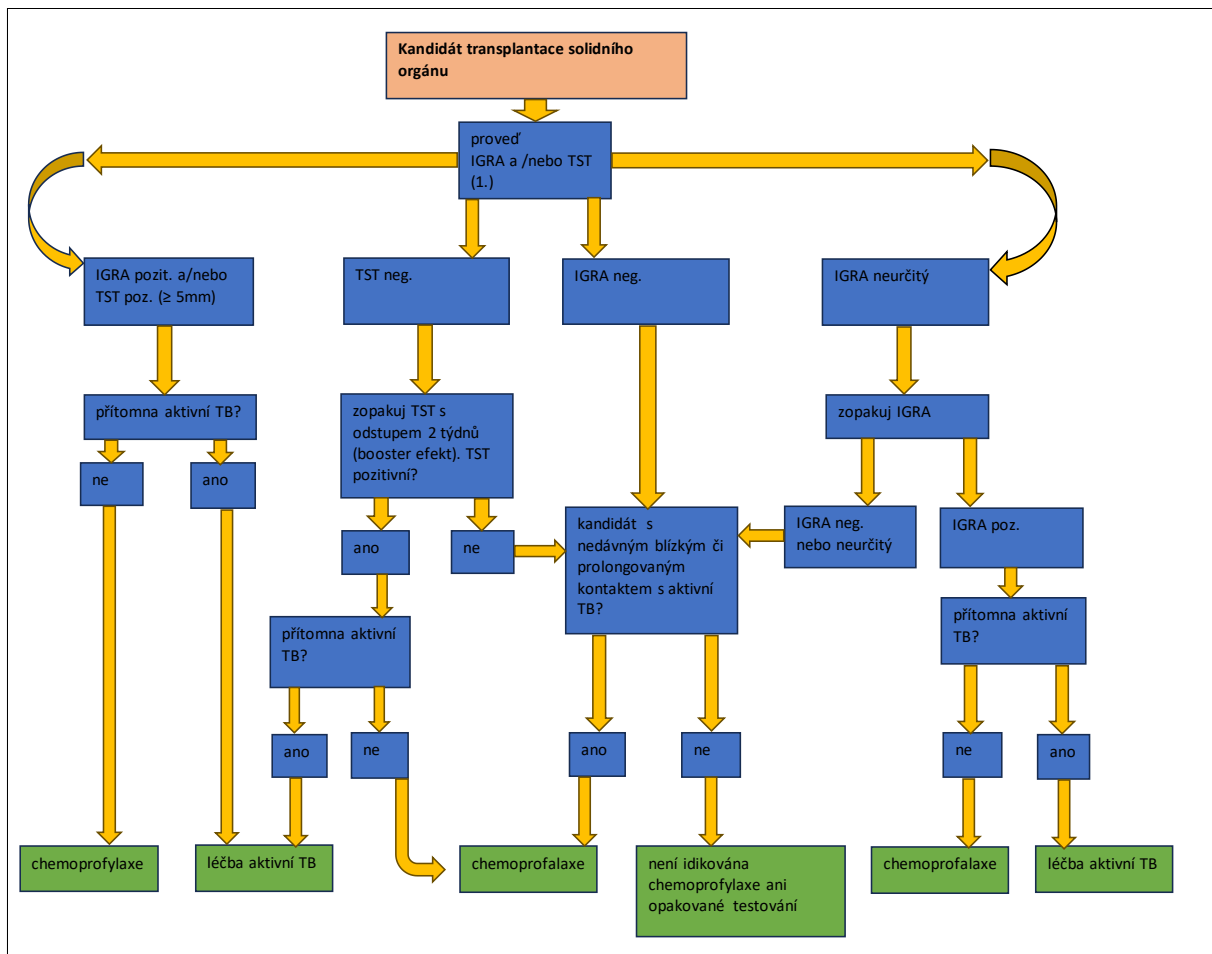 Kandidát transplantace solidního
orgánu
proveď
IGRA a /nebo TST
(1.)
IGRA pozit. a/nebo
TST poz. (≥ 5mm)
TST neg.
IGRA neg.
IGRA neurčitý
přítomna aktivní TB?
zopakuj TST s
odstupem 2 týdnů
(booster efekt). TST
pozitivní?
zopakuj IGRA
ne
ano
ano
ne
kandidát s
nedávným blízkým či
prolongovaným
kontaktem s aktivní
TB?
IGRA neg.
nebo neurčitý
IGRA poz.
přítomna aktivní
TB?
přítomna aktivní
TB?
ano
ne
ano
ne
ne
ano
chemoprofylaxe
léčba aktivní TB
chemoprofalaxe
není idikována
chemoprofylaxe ani
opakované testování
chemoprofalaxe
léčba aktivní TB